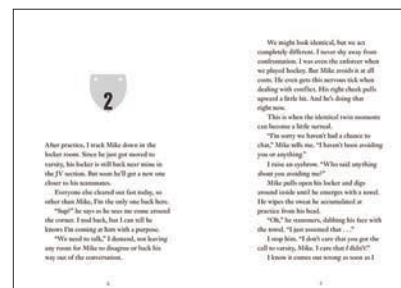 2
After practice, I track Mike down in the
locker room. Since he just got moved to
varsity, his locker is still back near mine in
the JV section. But soon he'll get a new one
closer to his teammates.
Everyone else cleared out fast today, so
other than Mike, I'm the only one back here.
"Sup?" he says as he sees me come around
the corner. I nod back, but I can tell he
knows I'm coming at him with a purpose.
"We need to talk," I demand, not leaving
any room for Mike to disagree or back his
way out of the conversation.
We might look identical, but we act
completely different. I never shy away from
confrontation. I was even the enforcer when
we played hockey. But Mike avoids it at all
costs. He even gets this nervous tick when
dealing with conflict. His right cheek pulls
upward a little bit. And he's doing that
right now.
This is when the identical twin moments
can become a little surreal.
"I'm sorry we haven't had a chance to
chat," Mike tells me. "I haven't been avoiding
you or anything."
I raise an eyebrow. "Who said anything
about you avoiding me?"
Mike pulls open his locker and digs
around inside until he emerges with a towel.
He wipes the sweat he accumulated at
practice from his head.
"Oh," he stammers, dabbing his face with
the towel. "I just assumed that . . ."
I stop him. "I don't care that you got the
call to varsity, Mike. I care that I didn't!"
I know it comes out wrong as soon as I